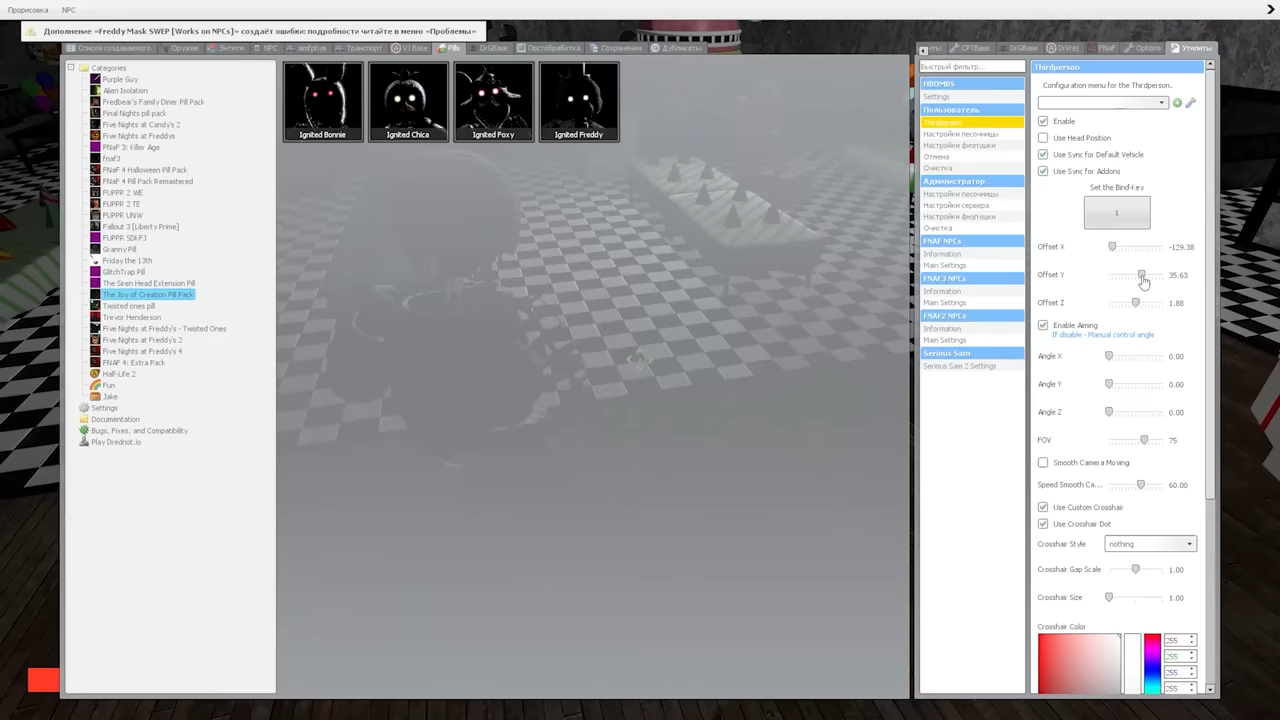 Прорисовка NPC
Дополнение «Freddy Mask SWEP [Works on NPCs]» создаёт ошибки: подробности читайте в меню «Проблемы»
Списки создаваемого Оружие Энтити NPC simfphys Транспорт VJ Base Pills DrGBase Постобработка Сохранения Дубликаты
Categories
Purple Guy
Alien Isolation
Fredbear's Family Diner Pill Pack
Final Nights pill pack
Five Nights at Candy's 2
Five Nights at Freddys
FNAF 3: Killer Age
fnaf3
FNaF 4 Halloween Pill Pack
FNAF 4 Pill Pack Remastered
FUPPR 2 WE
FUPPR 2 TE
FUPPR UNW
Fallout 3 [Liberty Prime]
FUPPR SDI:FJ
Granny Pill
Friday the 13th
GlitchTrap Pill
The Siren Head Extension Pill
The Joy of Creation Pill Pack
Twisted ones pill
Trevor Henderson
Five Nights at Freddy's - Twisted Ones
Five Nights at Freddy's 2
Five Nights at Freddy's 4
FNAF 4: Extra Pack
Half-Life 2
Fun
Jake
Settings
Documentation
Bugs, Fixes, and Compatibility
Play Drednot.io
Ignited Bonnie
Ignited Chica
Ignited Foxy
Ignited Freddy
CPTBase DrGBase DrVrej FNaF Options Утилиты
Быстрый фильтр...
HBOMBS
Settings
Пользователь
Thirdperson
Настройки песочницы
Настройки физпушки
Отмена
Очистка
Администратор
Настройки песочницы
Настройки сервера
Настройки физпушки
Очистка
FNAF NPCs
Information
Main Settings
FNAF3 NPCs
Information
Main Settings
FNAF2 NPCs
Information
Main Settings
Serious Sam
Serious Sam 2 Settings
Thirdperson
Configuration menu for the Thirdperson.
Enable
Use Head Position
Use Sync for Default Vehicle
Use Sync for Addons
Set the Bind-Key
Offset X -129.38
Offset Y 35.63
Offset Z 1.88
Enable Aiming
If disable - Manual control angle
Angle X 0.00
Angle Y 0.00
Angle Z 0.00
FOV 75
Smooth Camera Moving
Speed Smooth Ca... 60.00
Use Custom Crosshair
Use Crosshair Dot
Crosshair Style nothing
Crosshair Gap Scale 1.00
Crosshair Size 1.00
Crosshair Color
255
255
255
255